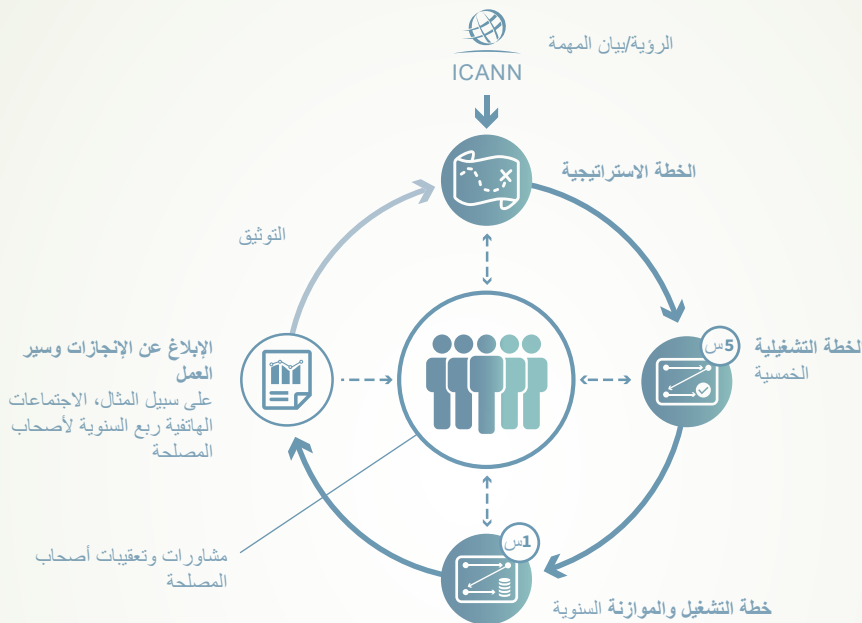 الرؤية/بيان المهمة
ICANN
الخطة الاستراتيجية
التوثيق
5س
لخطة التشغيلية
الخمسية
الإبلاغ عن الإنجازات وسير
العمل
على سبيل المثال، الاجتماعات
الهاتفية ربع السنوية لأصحاب
المصلحة
1س
مشاورات وتعقيبات أصحاب
المصلحة
خطة التشغيل والموازنة السنوية